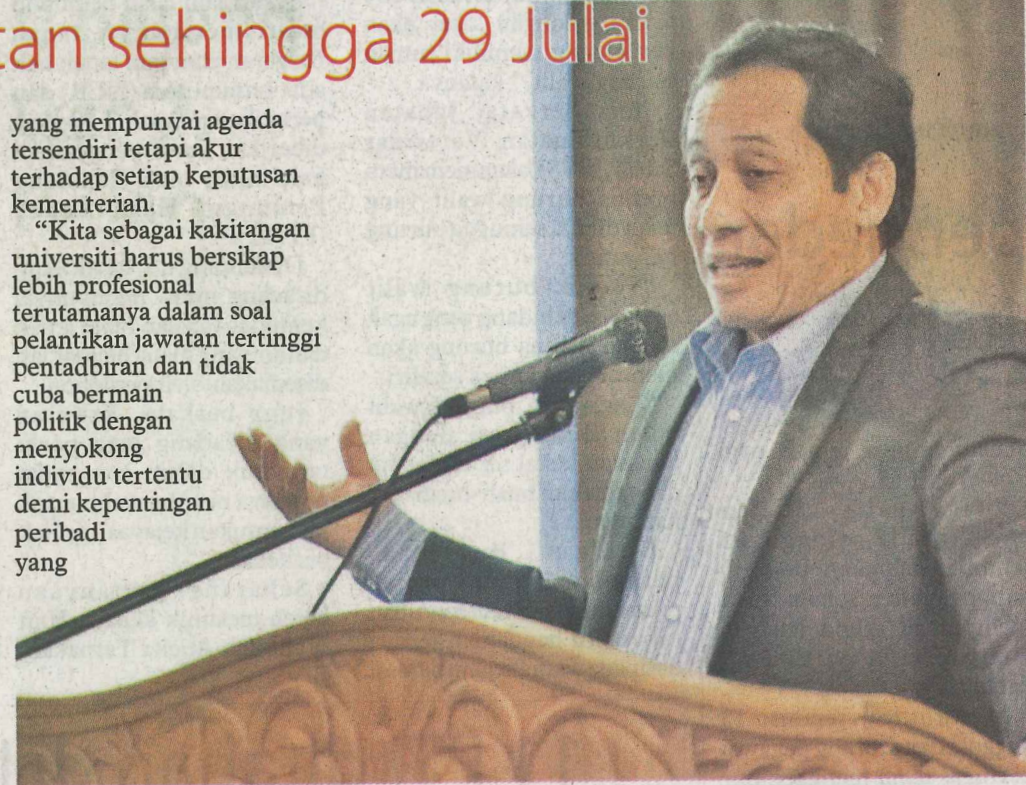 tan sehingga 29 Julai
yang mempunyai agenda
tersendiri tetapi akur
terhadap setiap keputusan
kementerian.
“Kita sebagai kakitangan
universiti harus bersikap
lebih profesional
terutamanya dalam soal
pelantikan jawatan tertinggi
pentadbiran dan tidak
cuba bermain
politik dengan
menyokong
individu tertentu
demi kepentingan
peribadi
yang